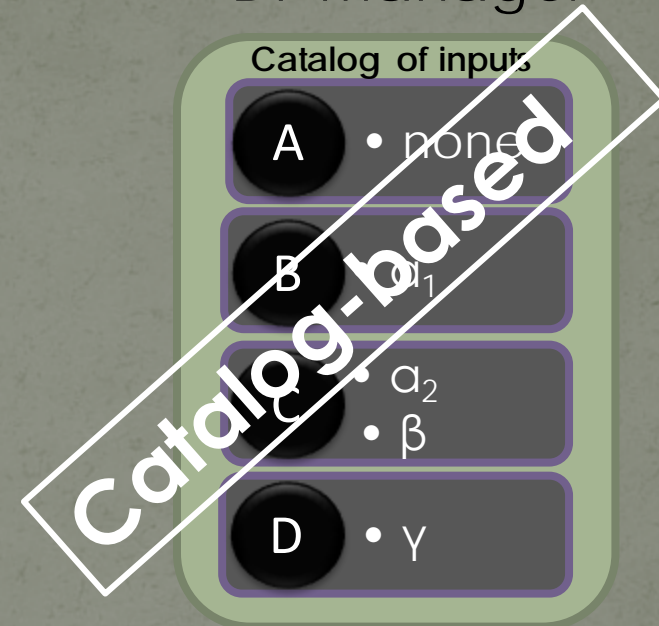 Catalog of inputs
A • none
B • α₁
C • α₂
• β
D • γ
Catalog-based